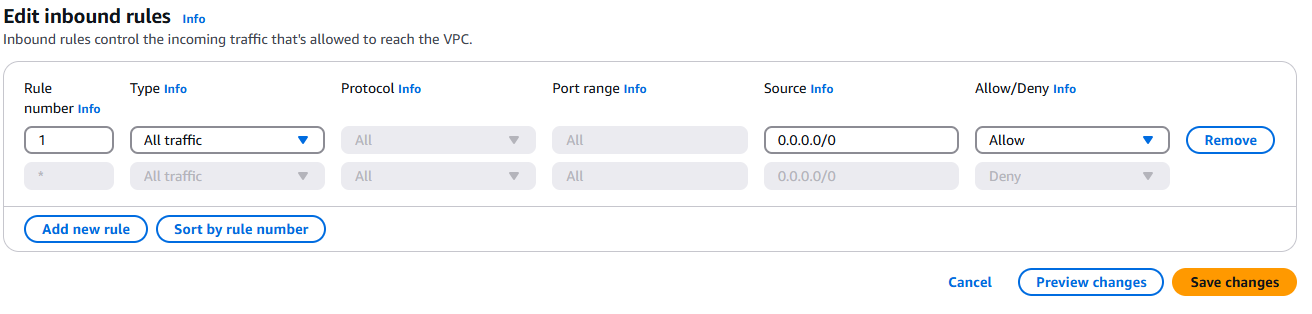 Edit inbound rules Info
Inbound rules control the incoming traffic that's allowed to reach the VPC.
Rule number Info Type Info Protocol Info Port range Info Source Info Allow/Deny Info
1 All traffic All All 0.0.0.0/0 Allow Remove
* All traffic All All 0.0.0.0/0 Deny
Add new rule Sort by rule number
Cancel Preview changes Save changes